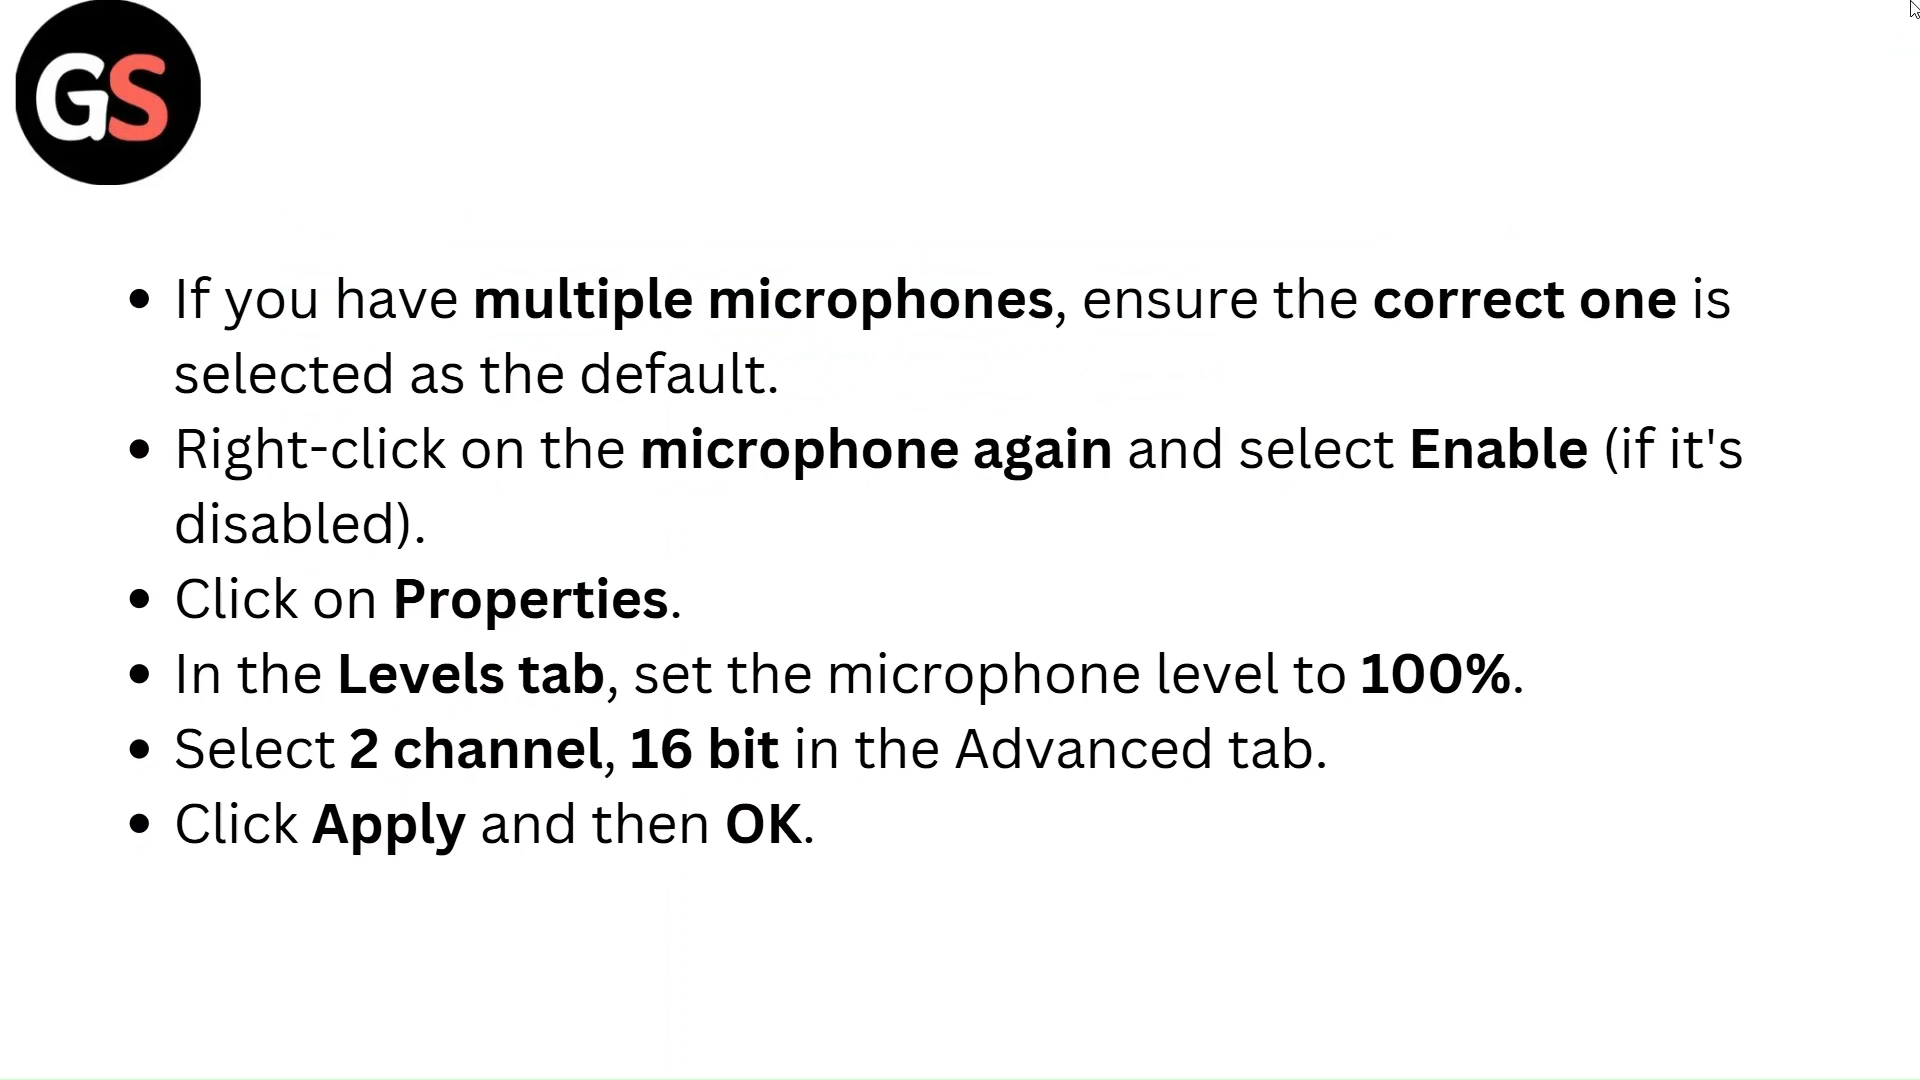 GS
• If you have multiple microphones, ensure the correct one is
selected as the default.
• Right-click on the microphone again and select Enable (if it's
disabled).
• Click on Properties.
• In the Levels tab, set the microphone level to 100%.
• Select 2 channel, 16 bit in the Advanced tab.
• Click Apply and then OK.